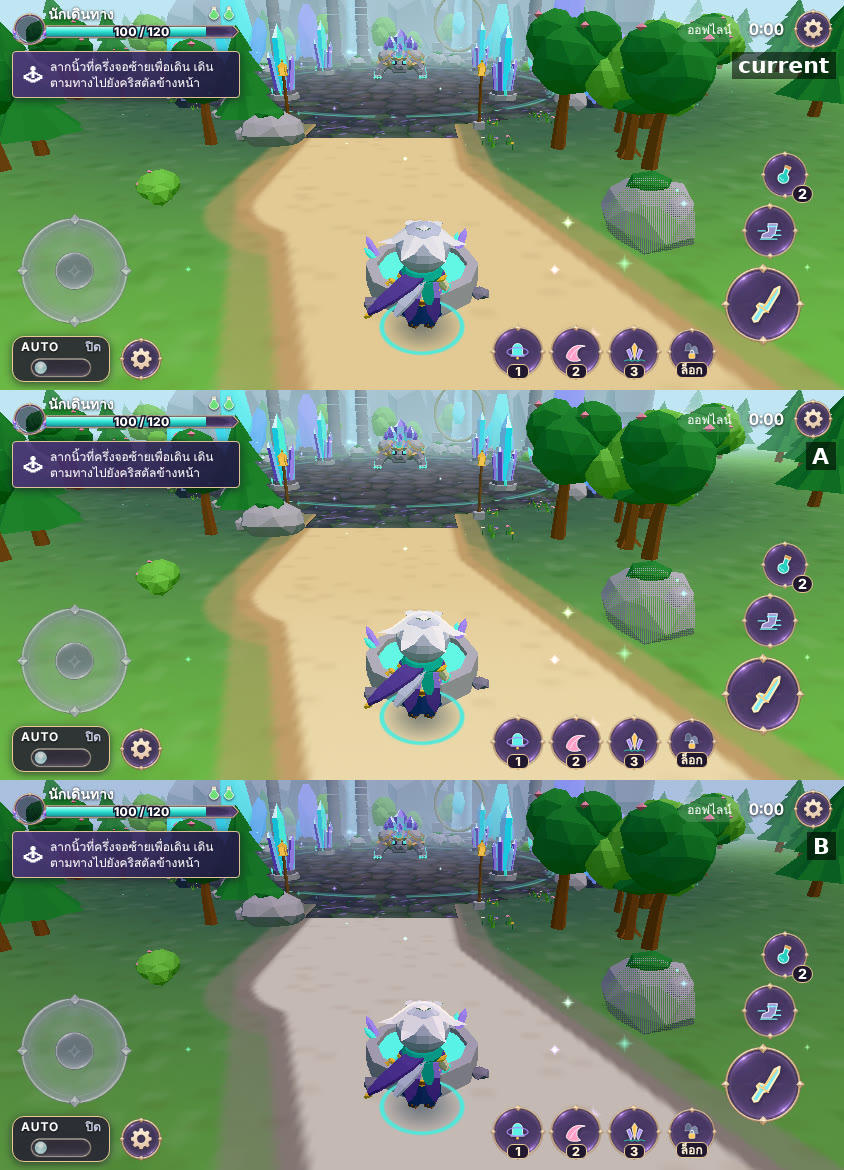 นักเดินทาง
100/120
ออฟไลน์ 0:00
current
ลากนิ้วที่ครึ่งจอซ้ายเพื่อเดิน เดิน
ตามทางไปยังคริสตัลข้างหน้า
2
AUTO ปิด
1
2
3
ล็อก
นักเดินทาง
100/120
ออฟไลน์ 0:00
A
ลากนิ้วที่ครึ่งจอซ้ายเพื่อเดิน เดิน
ตามทางไปยังคริสตัลข้างหน้า
2
AUTO ปิด
1
2
3
ล็อก
นักเดินทาง
100/120
ออฟไลน์ 0:00
B
ลากนิ้วที่ครึ่งจอซ้ายเพื่อเดิน เดิน
ตามทางไปยังคริสตัลข้างหน้า
2
AUTO ปิด
1
2
3
ล็อก